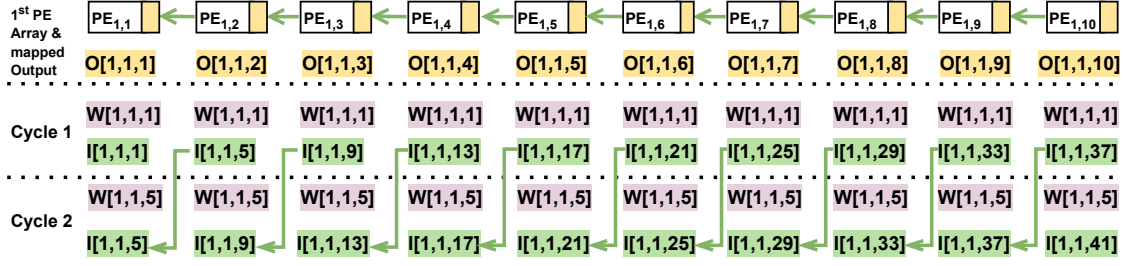 1st PE Array & mapped Output
PE1,1 PE1,2 PE1,3 PE1,4 PE1,5 PE1,6 PE1,7 PE1,8 PE1,9 PE1,10
O[1,1,1] O[1,1,2] O[1,1,3] O[1,1,4] O[1,1,5] O[1,1,6] O[1,1,7] O[1,1,8] O[1,1,9] O[1,1,10]
Cycle 1
W[1,1,1] W[1,1,1] W[1,1,1] W[1,1,1] W[1,1,1] W[1,1,1] W[1,1,1] W[1,1,1] W[1,1,1] W[1,1,1]
I[1,1,1] I[1,1,5] I[1,1,9] I[1,1,13] I[1,1,17] I[1,1,21] I[1,1,25] I[1,1,29] I[1,1,33] I[1,1,37]
Cycle 2
W[1,1,5] W[1,1,5] W[1,1,5] W[1,1,5] W[1,1,5] W[1,1,5] W[1,1,5] W[1,1,5] W[1,1,5] W[1,1,5]
I[1,1,5] I[1,1,9] I[1,1,13] I[1,1,17] I[1,1,21] I[1,1,25] I[1,1,29] I[1,1,33] I[1,1,37] I[1,1,41]